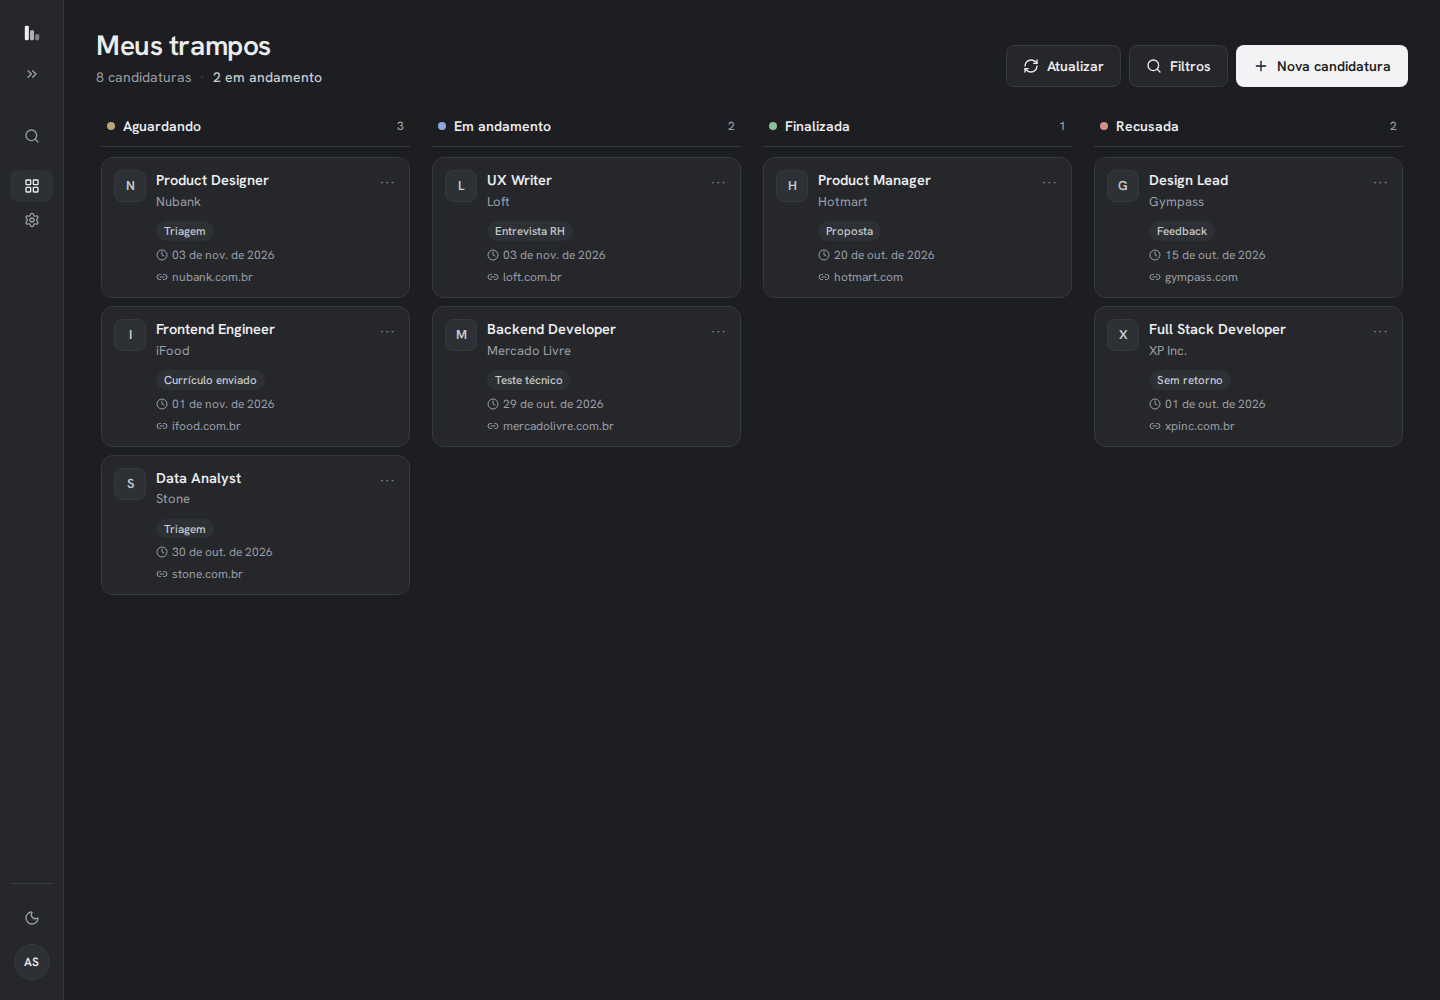 Meus trampos
8 candidaturas · 2 em andamento
Atualizar
Filtros
Nova candidatura
Aguardando 3
N
Product Designer
Nubank
Triagem
03 de nov. de 2026
nubank.com.br
I
Frontend Engineer
iFood
Currículo enviado
01 de nov. de 2026
ifood.com.br
S
Data Analyst
Stone
Triagem
30 de out. de 2026
stone.com.br
Em andamento 2
L
UX Writer
Loft
Entrevista RH
03 de nov. de 2026
loft.com.br
M
Backend Developer
Mercado Livre
Teste técnico
29 de out. de 2026
mercadolivre.com.br
Finalizada 1
H
Product Manager
Hotmart
Proposta
20 de out. de 2026
hotmart.com
Recusada 2
G
Design Lead
Gympass
Feedback
15 de out. de 2026
gympass.com
X
Full Stack Developer
XP Inc.
Sem retorno
01 de out. de 2026
xpinc.com.br
AS